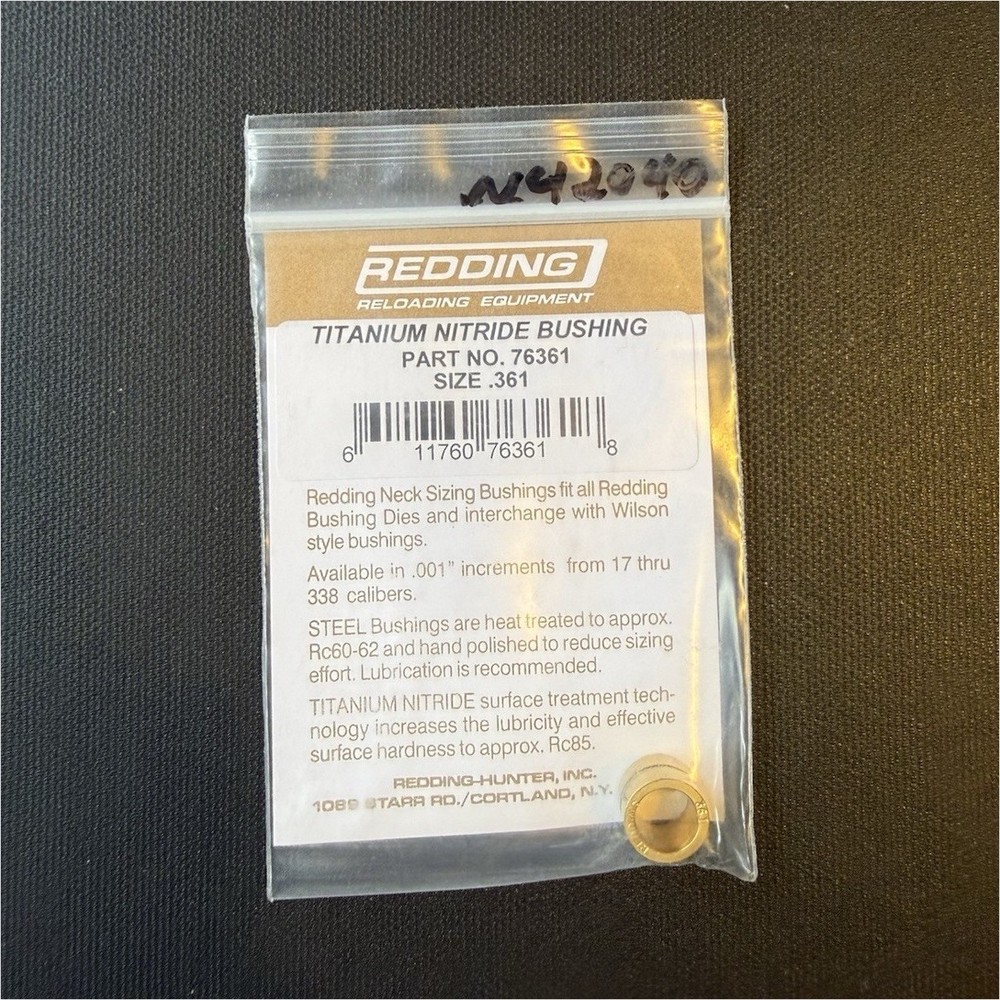 N42040
REDDING
RELOADING EQUIPMENT
TITANIUM NITRIDE BUSHING
PART NO. 76361
SIZE .361
6 11760 76361 8
Redding Neck Sizing Bushings fit all Redding
Bushing Dies and interchange with Wilson
style bushings.
Available in .001" increments from 17 thru
338 calibers.
STEEL Bushings are heat treated to approx.
Rc60-62 and hand polished to reduce sizing
effort. Lubrication is recommended.
TITANIUM NITRIDE surface treatment tech-
nology increases the lubricity and effective
surface hardness to approx. Rc85.
REDDING-HUNTER, INC.
1089 STARR RD./CORTLAND, N.Y.
361